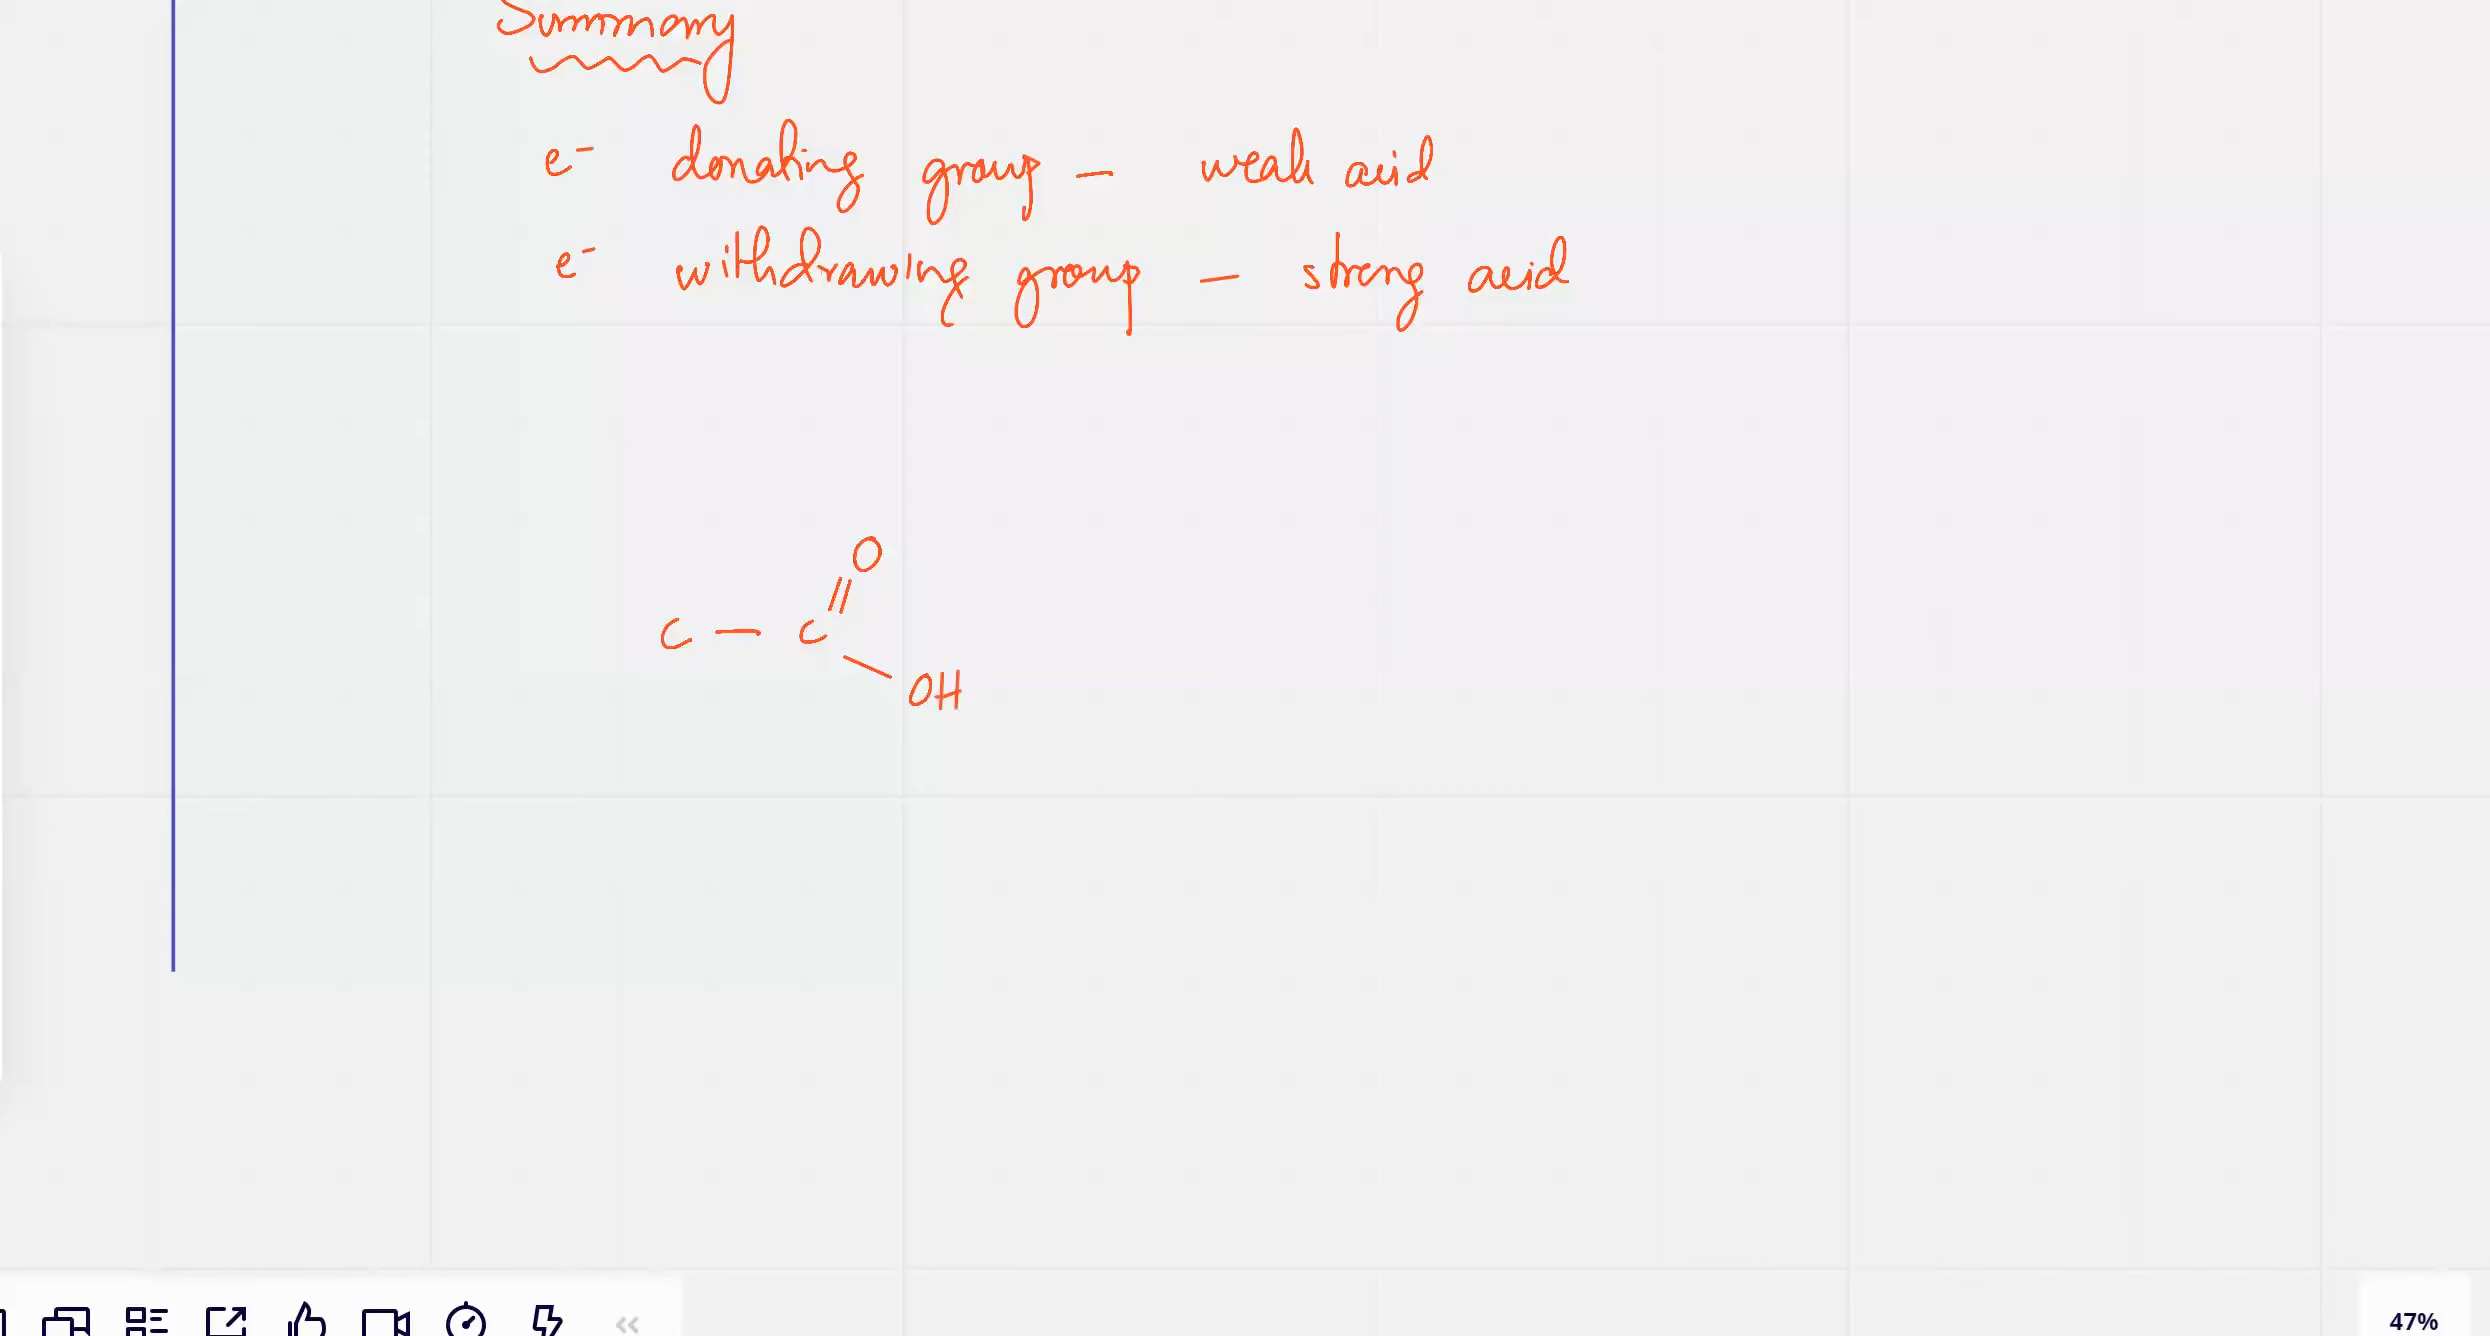 Summary
e- donating group - weak acid
e- withdrawing group - strong acid
O
C - C
OH
47%